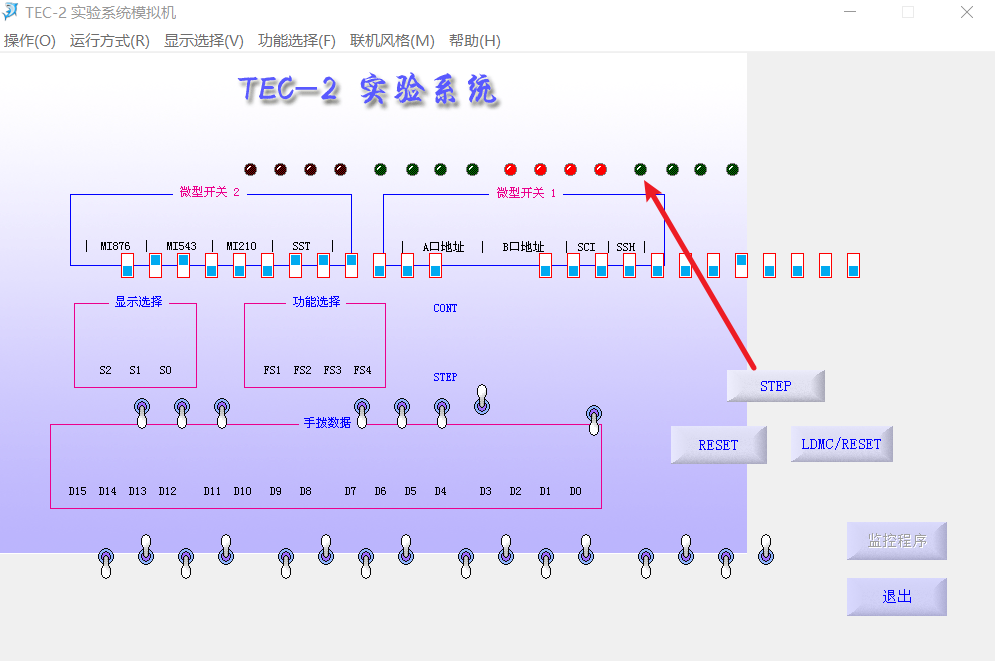 TEC-2 实验系统模拟机
操作(O) 运行方式(R) 显示选择(V) 功能选择(F) 联机风格(M) 帮助(H)
TEC-2 实验系统
微型开关 2 微型开关 1
MI876 MI543 MI210 SST A口地址 B口地址 SCI SSH
显示选择 功能选择 CONT
S2 S1 S0 FS1 FS2 FS3 FS4 STEP
STEP
手拨数据
RESET LDMC/RESET
D15 D14 D13 D12 D11 D10 D9 D8 D7 D6 D5 D4 D3 D2 D1 D0
监控程序
退出